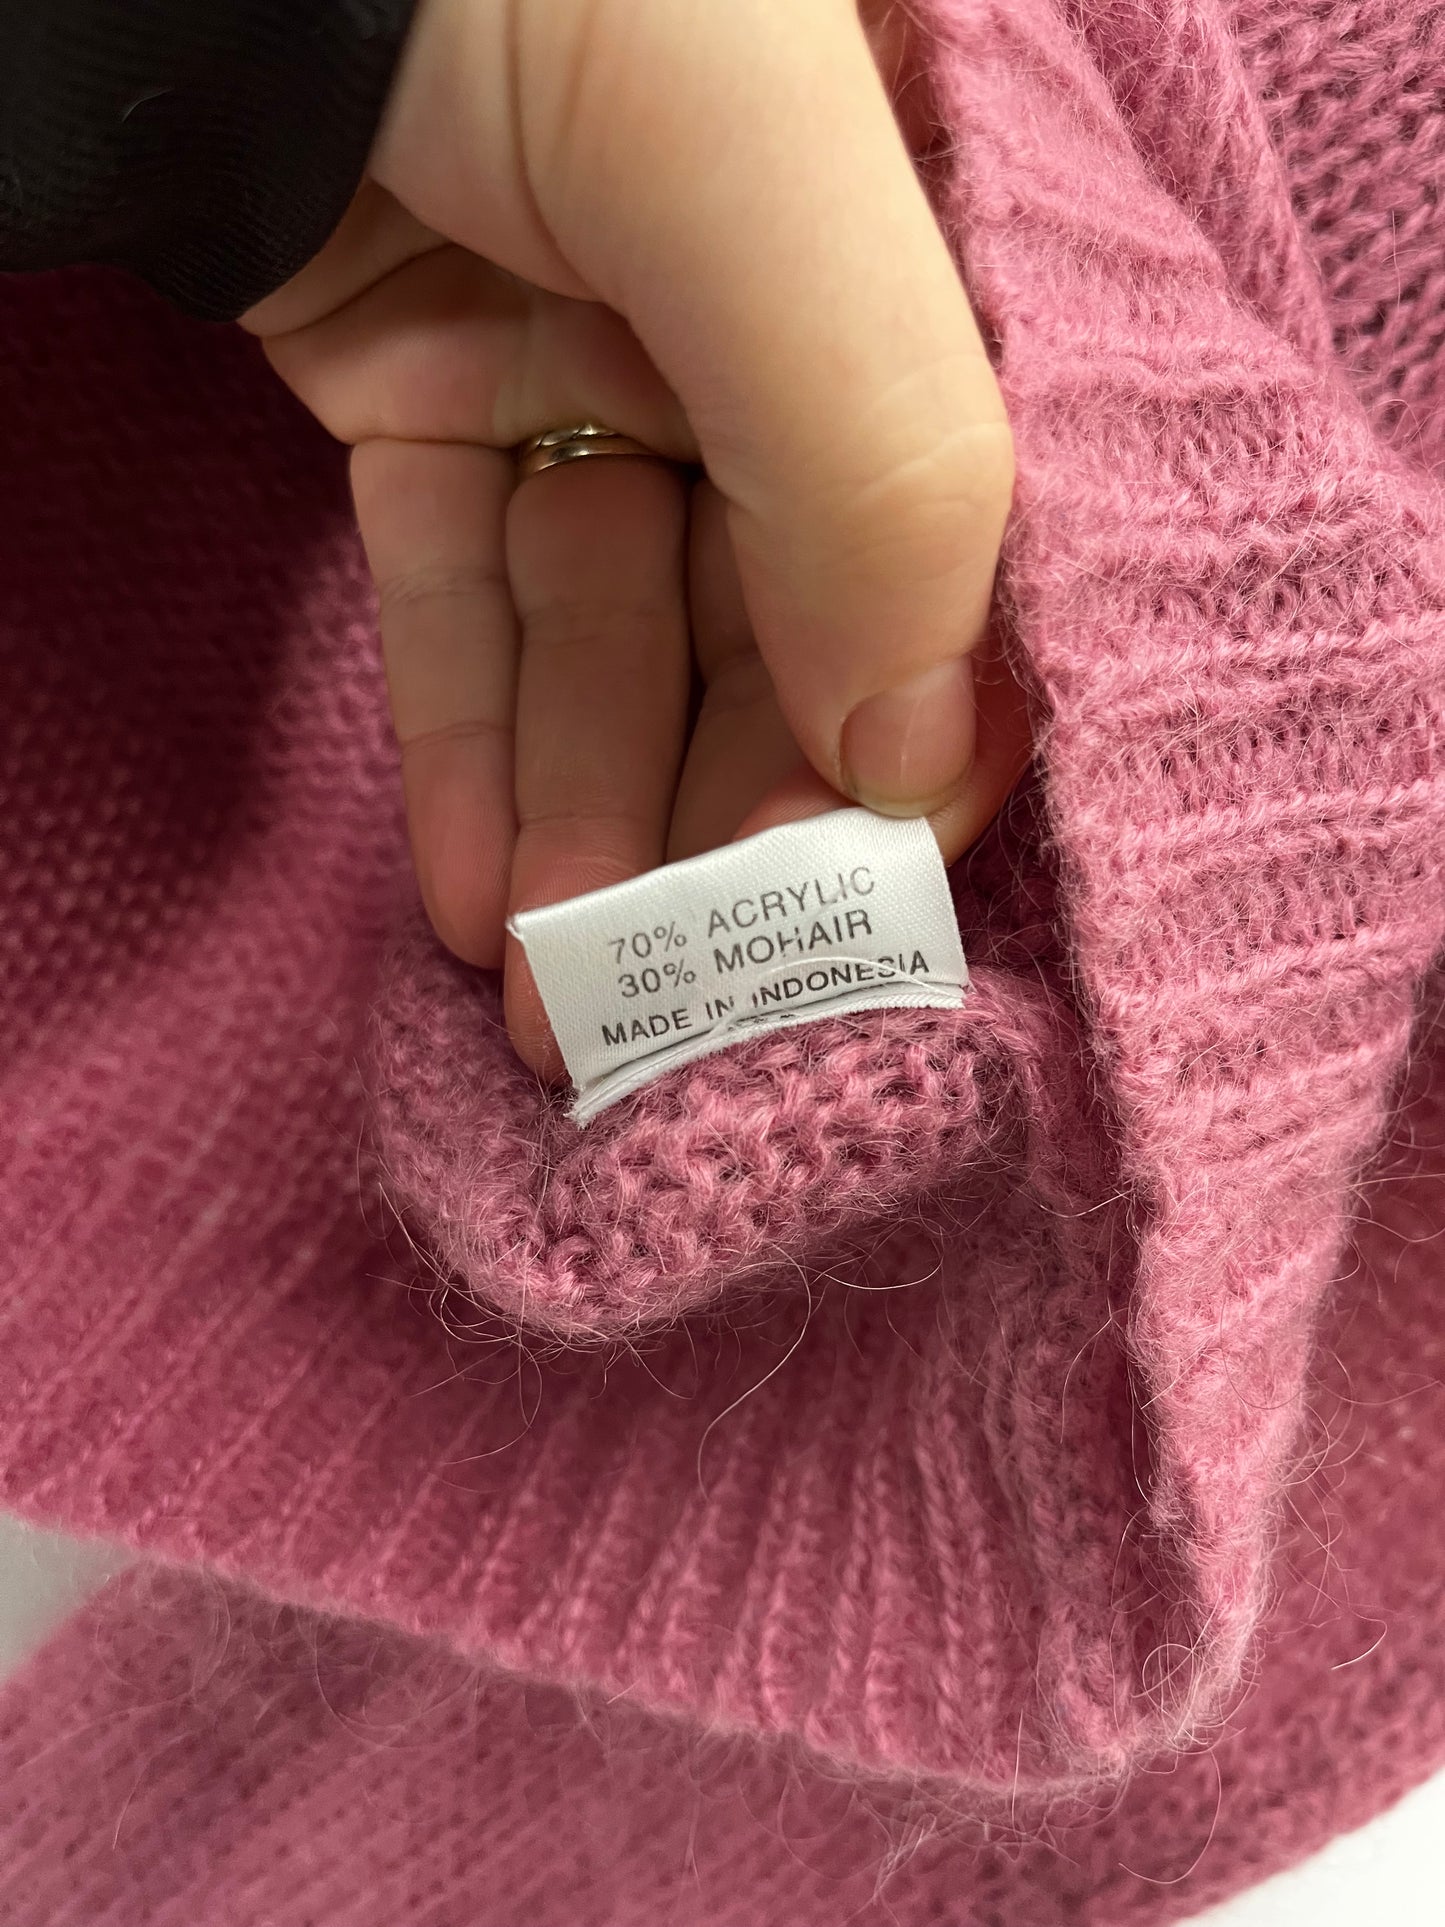 70% ACRYLIC
30% MOHAIR
MADE IN INDONESIA